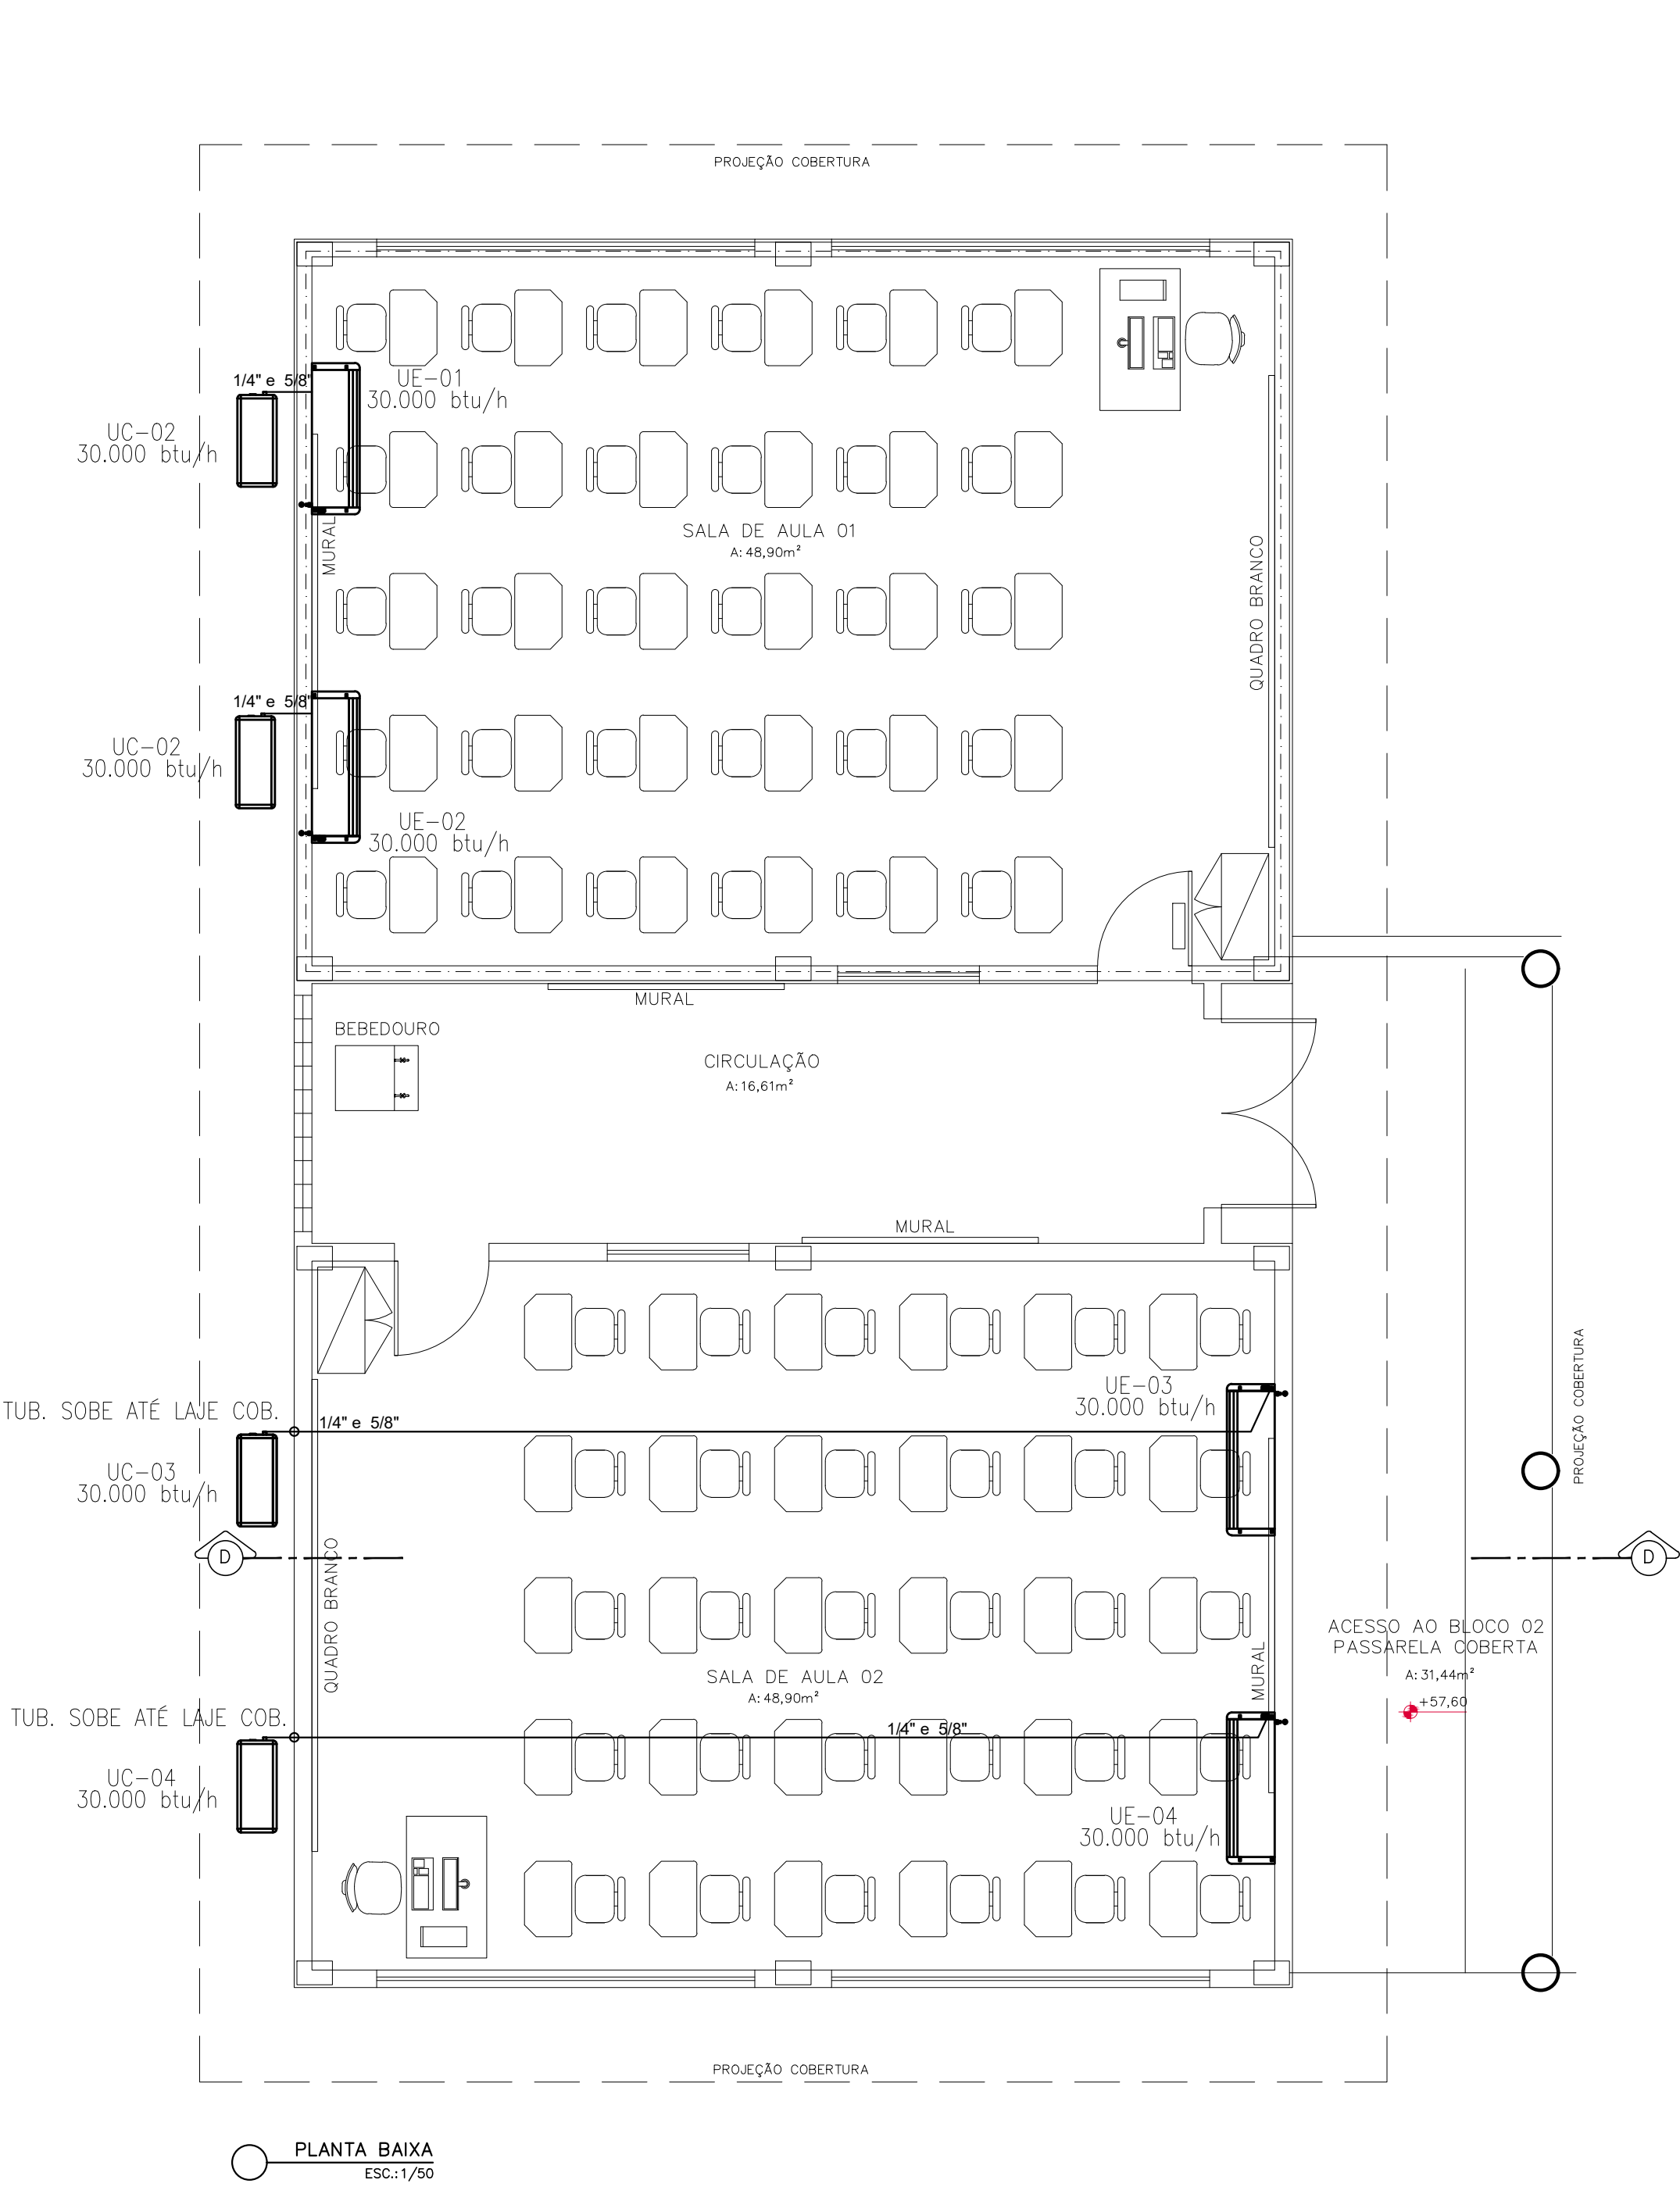 PROJEÇÃO COBERTURA
1/4" e 5/8"
UE-01
30.000 btu/h
UC-02
30.000 btu/h
MURAL
SALA DE AULA 01
A: 48,90m²
QUADRO BRANCO
1/4" e 5/8"
UC-02
30.000 btu/h
UE-02
30.000 btu/h
MURAL
BEBEDOURO
CIRCULAÇÃO
A: 16,61m²
MURAL
PROJEÇÃO COBERTURA
UE-03
30.000 btu/h
TUB. SOBE ATÉ LAJE COB.
1/4" e 5/8"
UC-03
30.000 btu/h
D
D
QUADRO BRANCO
ACESSO AO BLOCO 02
PASSARELA COBERTA
A: 31,44m²
+57,60
SALA DE AULA 02
A: 48,90m²
MURAL
TUB. SOBE ATÉ LAJE COB.
1/4" e 5/8"
UC-04
30.000 btu/h
UE-04
30.000 btu/h
PROJEÇÃO COBERTURA
PLANTA BAIXA
ESC.: 1/50